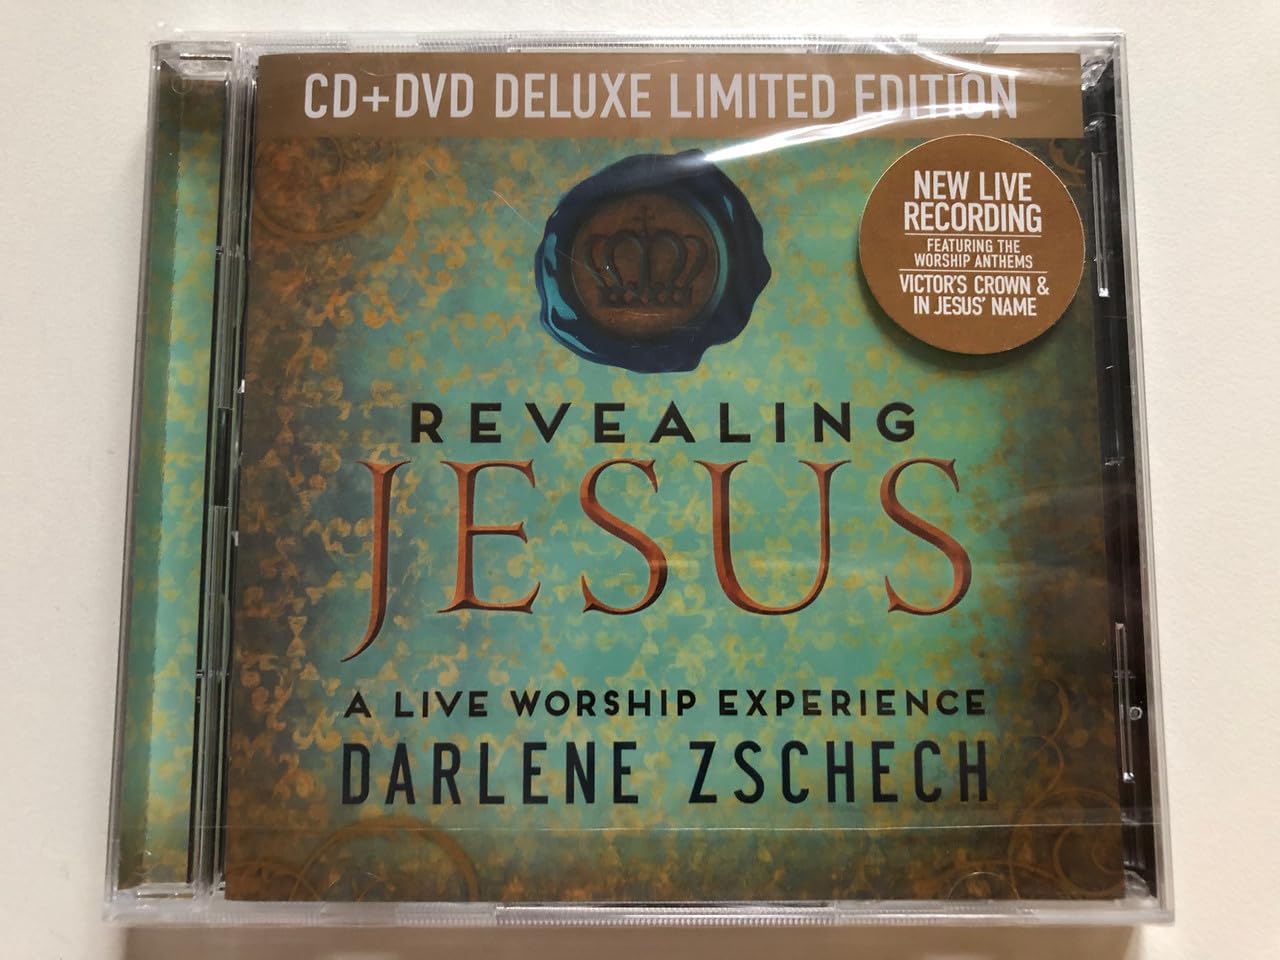 CD+DVD DELUXE LIMITED EDITION
NEW LIVE
RECORDING
FEATURING THE
WORSHIP ANTHEMS
VICTOR'S CROWN &
IN JESUS' NAME
REVEALING
JESUS
A LIVE WORSHIP EXPERIENCE
DARLENE ZSCHECH